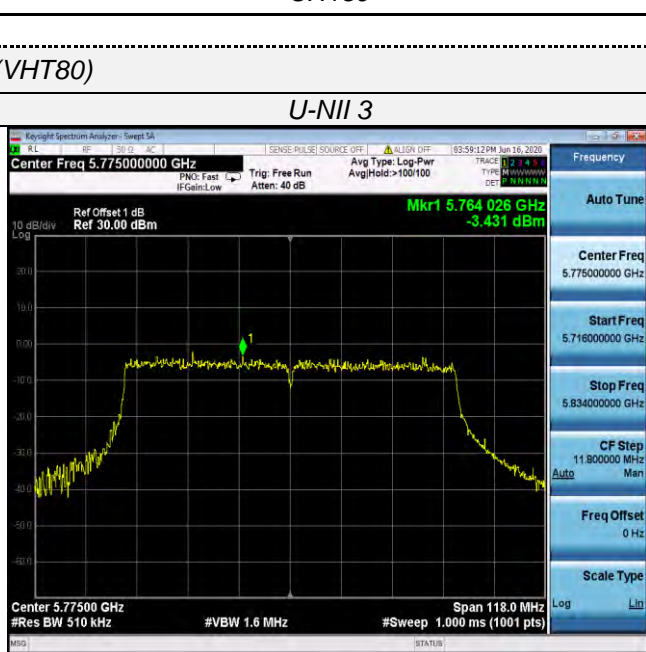 (VHT80)
U-NII 3
Keysight Spectrum Analyzer - Swept SA
RL RF 50 Ω AC SENSE:PULSE SOURCE OFF ALIGN OFF 03:59:12 PM Jun 16, 2020
Center Freq 5.775000000 GHz
PNO: Fast
IFGain:Low
Trig: Free Run
Atten: 40 dB
Avg Type: Log-Pwr
Avg|Hold:>100/100
TRACE 1 2 3 4 5 6
TYPE M WWWWW
DET P NNNNN
Frequency
Mkr1 5.764 026 GHz
-3.431 dBm
Ref Offset 1 dB
10 dB/div Ref 30.00 dBm
Log
20.0
10.0
0.00
-10.0
-20.0
-30.0
-40.0
-50.0
-60.0
1
Auto Tune
Center Freq
5.775000000 GHz
Start Freq
5.716000000 GHz
Stop Freq
5.834000000 GHz
CF Step
11.800000 MHz
Auto Man
Freq Offset
0 Hz
Scale Type
Log Lin
Center 5.77500 GHz Span 118.0 MHz
#Res BW 510 kHz #VBW 1.6 MHz #Sweep 1.000 ms (1001 pts)
MSG STATUS